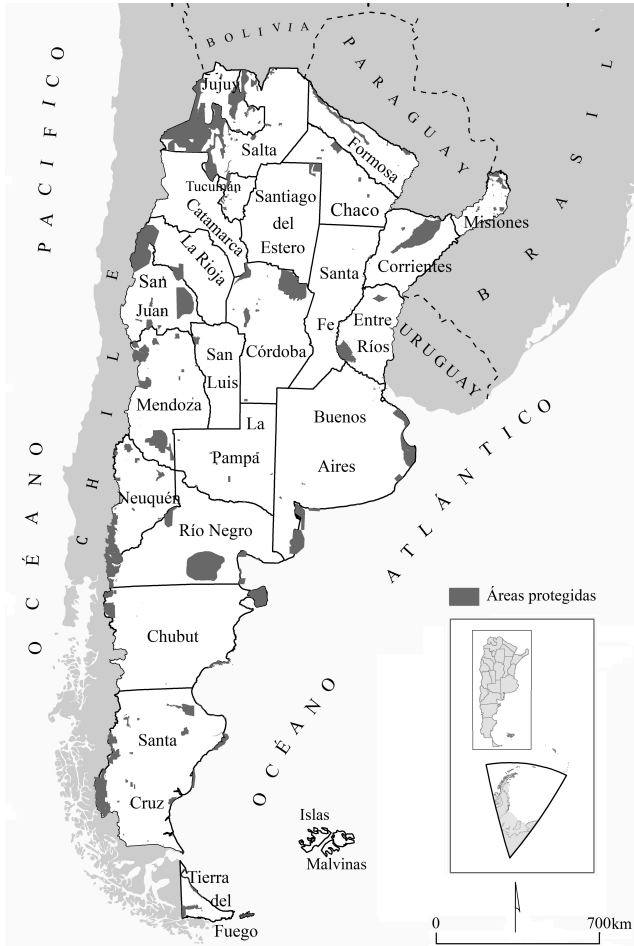 BOLIVIA
PARAGUAY
BRASIL
OCÉANO PACIFICO
CHILE
Jujuy
Salta
Formosa
Tucumán
Catamarca
Santiago
del
Estero
Chaco
Misiones
La Rioja
Corrientes
San
Juan
Santa
Fe
Entre
Ríos
URUGUAY
San
Luis
Córdoba
Mendoza
La
Pampa
Buenos
Aires
OCÉANO ATLÁNTICO
Neuquén
Río Negro
Áreas protegidas
Chubut
Santa
Cruz
Islas
Malvinas
Tierra
del
Fuego
0 700km